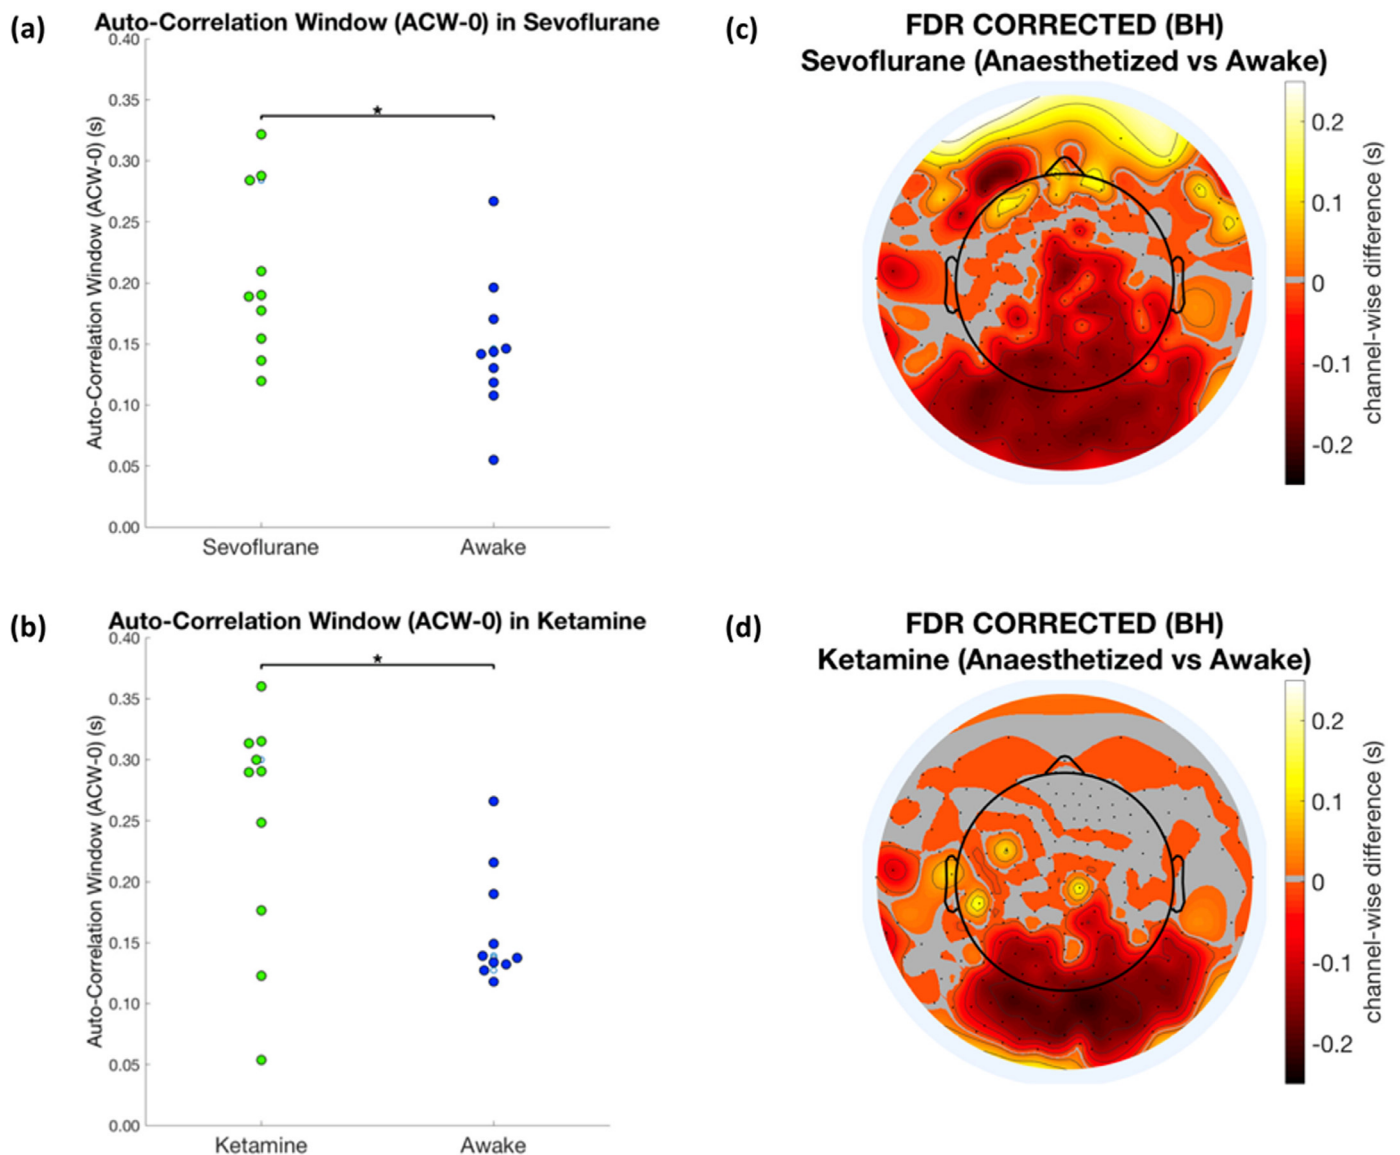 (a)
Auto-Correlation Window (ACW-0) in Sevoflurane
Auto-Correlation Window (ACW-0) (s)
0.40
0.35
0.30
0.25
0.20
0.15
0.10
0.05
0.00
*
Sevoflurane
Awake
(c)
FDR CORRECTED (BH)
Sevoflurane (Anaesthetized vs Awake)
0.2
0.1
0
-0.1
-0.2
channel-wise difference (s)
(b)
Auto-Correlation Window (ACW-0) in Ketamine
Auto-Correlation Window (ACW-0) (s)
0.40
0.35
0.30
0.25
0.20
0.15
0.10
0.05
0.00
*
Ketamine
Awake
(d)
FDR CORRECTED (BH)
Ketamine (Anaesthetized vs Awake)
0.2
0.1
0
-0.1
-0.2
channel-wise difference (s)